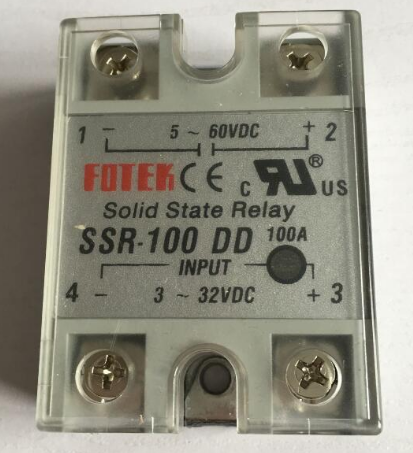 1 − 5 ~ 60VDC + 2
FOTEK CE c RU ® US
Solid State Relay
SSR-100 DD 100A
INPUT
4 − 3 ~ 32VDC + 3